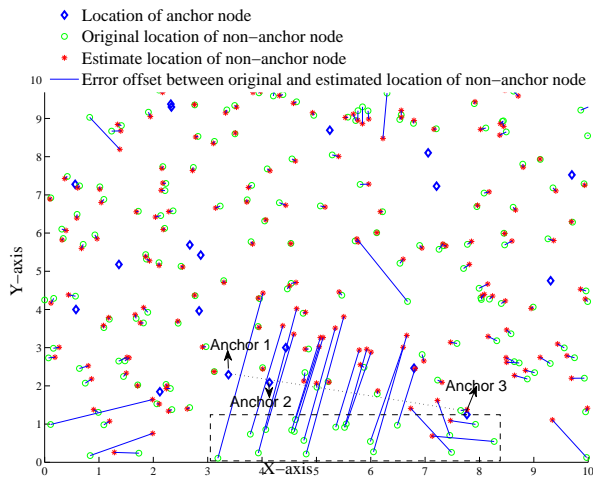 Location of anchor node
Original location of non−anchor node
Estimate location of non−anchor node
Error offset between original and estimated location of non−anchor node
10
9
8
7
6
5
4
3
2
1
0
Y−axis
Anchor 1
Anchor 2
Anchor 3
0 1 2 3 4 5 6 7 8 9 10
X−axis